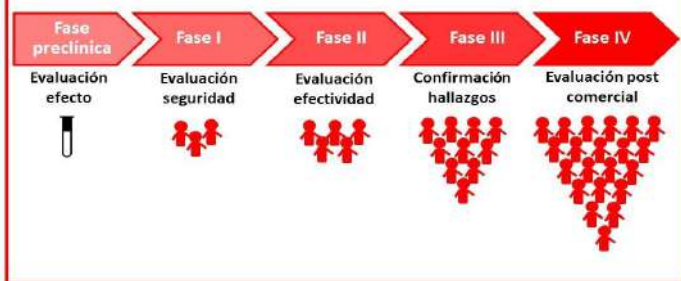 Fase
preclínica
Fase I
Fase II
Fase III
Fase IV
Evaluación
efecto
Evaluación
seguridad
Evaluación
efectividad
Confirmación
hallazgos
Evaluación post
comercial